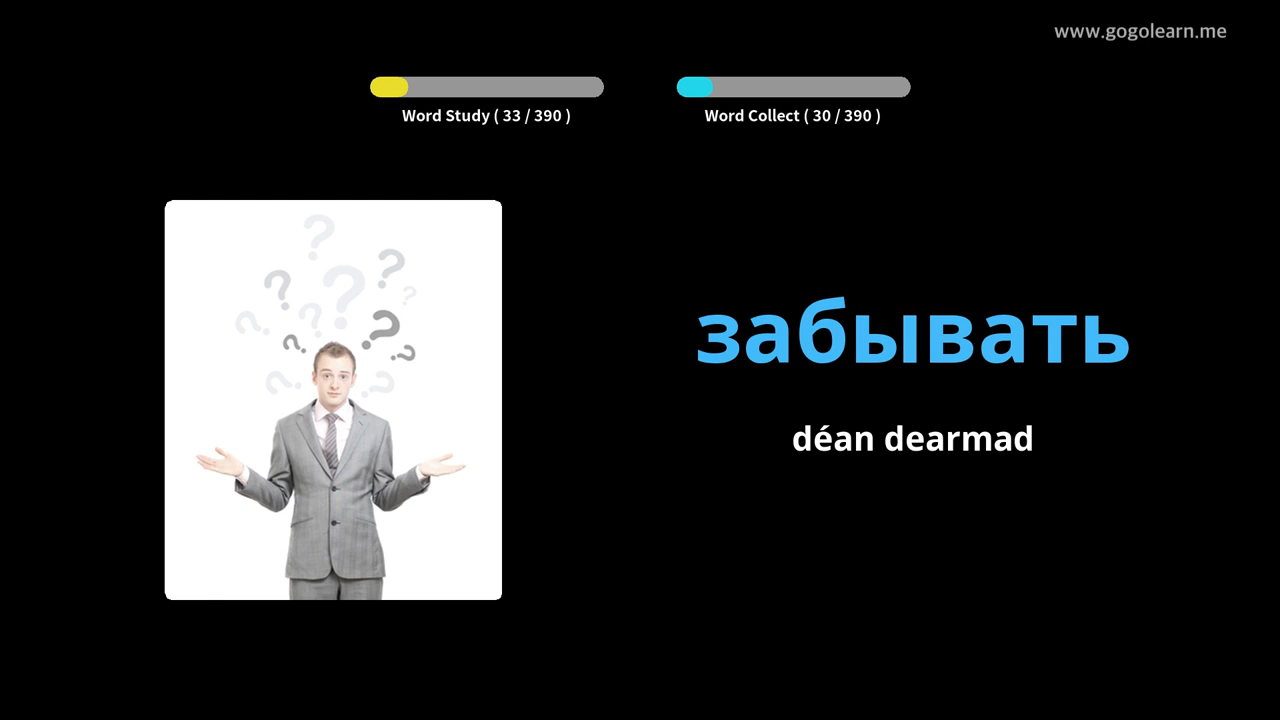 www.gogolearn.me
Word Study ( 33 / 390 )
Word Collect ( 30 / 390 )
забывать
déan dearmad